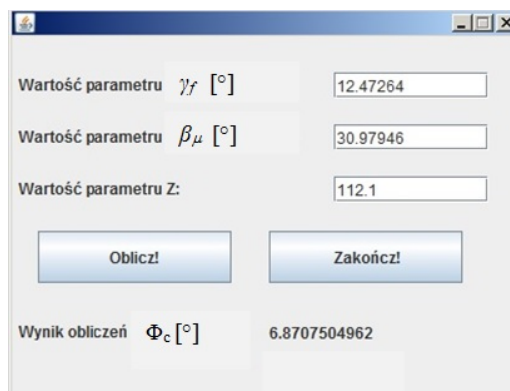 Wartość parametru γf [°] 12.47264
Wartość parametru βμ [°] 30.97946
Wartość parametru Z: 112.1
Oblicz! Zakończ!
Wynik obliczeń Φc [°] 6.8707504962